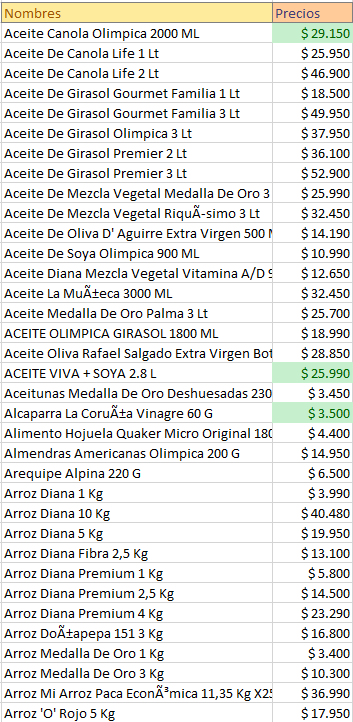 Nombres Precios
Aceite Canola Olimpica 2000 ML $ 29.150
Aceite De Canola Life 1 Lt $ 25.950
Aceite De Canola Life 2 Lt $ 46.900
Aceite De Girasol Gourmet Familia 1 Lt $ 18.500
Aceite De Girasol Gourmet Familia 3 Lt $ 49.950
Aceite De Girasol Olimpica 3 Lt $ 37.950
Aceite De Girasol Premier 2 Lt $ 36.100
Aceite De Girasol Premier 3 Lt $ 52.900
Aceite De Mezcla Vegetal Medalla De Oro 3 $ 25.990
Aceite De Mezcla Vegetal RiquÃ-simo 3 Lt $ 32.450
Aceite De Oliva D' Aguirre Extra Virgen 500 $ 14.190
Aceite De Soya Olimpica 900 ML $ 10.990
Aceite Diana Mezcla Vegetal Vitamina A/D 9 $ 12.650
Aceite La MuÃ±eca 3000 ML $ 32.450
Aceite Medalla De Oro Palma 3 Lt $ 25.700
ACEITE OLIMPICA GIRASOL 1800 ML $ 18.990
Aceite Oliva Rafael Salgado Extra Virgen Bot $ 28.850
ACEITE VIVA + SOYA 2.8 L $ 25.990
Aceitunas Medalla De Oro Deshuesadas 230 $ 3.450
Alcaparra La CoruÃ±a Vinagre 60 G $ 3.500
Alimento Hojuela Quaker Micro Original 180 $ 4.400
Almendras Americanas Olimpica 200 G $ 14.950
Arequipe Alpina 220 G $ 6.500
Arroz Diana 1 Kg $ 3.990
Arroz Diana 10 Kg $ 40.480
Arroz Diana 5 Kg $ 19.950
Arroz Diana Fibra 2,5 Kg $ 13.100
Arroz Diana Premium 1 Kg $ 5.800
Arroz Diana Premium 2,5 Kg $ 14.500
Arroz Diana Premium 4 Kg $ 23.290
Arroz DoÃ±apepa 151 3 Kg $ 16.800
Arroz Medalla De Oro 1 Kg $ 3.400
Arroz Medalla De Oro 3 Kg $ 10.300
Arroz Mi Arroz Paca EconÃ³mica 11,35 Kg X25 $ 36.990
Arroz 'O' Rojo 5 Kg $ 17.950